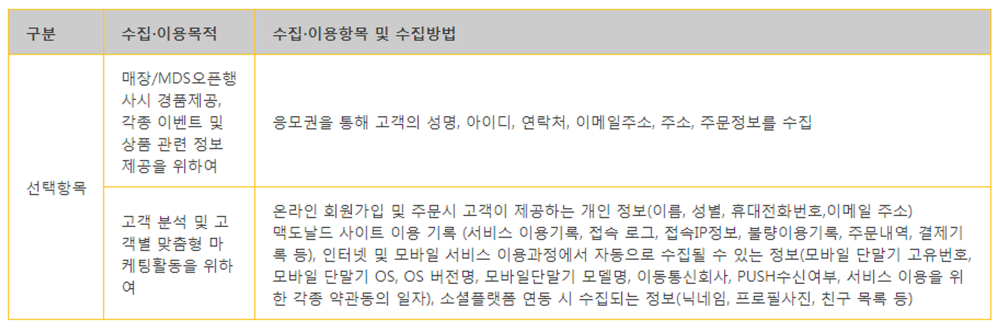 구분
수집·이용목적
수집·이용항목 및 수집방법
선택항목
매장/MDS오픈행
사시 경품제공,
각종 이벤트 및
상품 관련 정보
제공을 위하여
응모권을 통해 고객의 성명, 아이디, 연락처, 이메일주소, 주소, 주문정보를 수집
고객 분석 및 고
객별 맞춤형 마
케팅활동을 위하
여
온라인 회원가입 및 주문시 고객이 제공하는 개인 정보(이름, 성별, 휴대전화번호,이메일 주소)
맥도날드 사이트 이용 기록 (서비스 이용기록, 접속 로그, 접속IP정보, 불량이용기록, 주문내역, 결제기
록 등), 인터넷 및 모바일 서비스 이용과정에서 자동으로 수집될 수 있는 정보(모바일 단말기 고유번호,
모바일 단말기 OS, OS 버전명, 모바일단말기 모델명, 이동통신회사, PUSH수신여부, 서비스 이용을 위
한 각종 약관동의 일자), 소셜플랫폼 연동 시 수집되는 정보(닉네임, 프로필사진, 친구 목록 등)